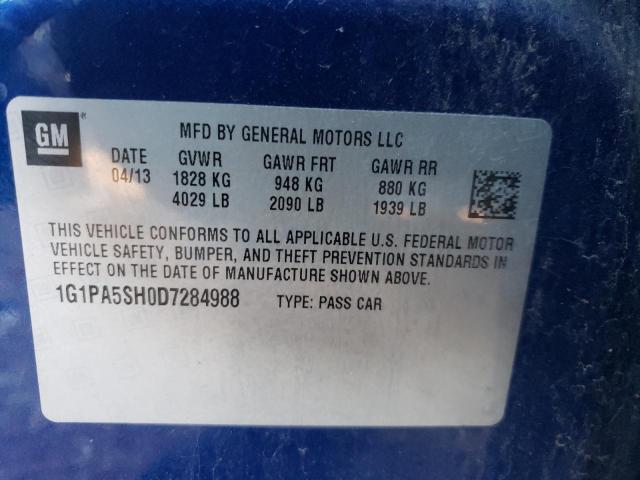 GM®
MFD BY GENERAL MOTORS LLC
DATE GVWR GAWR FRT GAWR RR
04/13 1828 KG 948 KG 880 KG
4029 LB 2090 LB 1939 LB
THIS VEHICLE CONFORMS TO ALL APPLICABLE U.S. FEDERAL MOTOR
VEHICLE SAFETY, BUMPER, AND THEFT PREVENTION STANDARDS IN
EFFECT ON THE DATE OF MANUFACTURE SHOWN ABOVE.
1G1PA5SH0D7284988 TYPE: PASS CAR